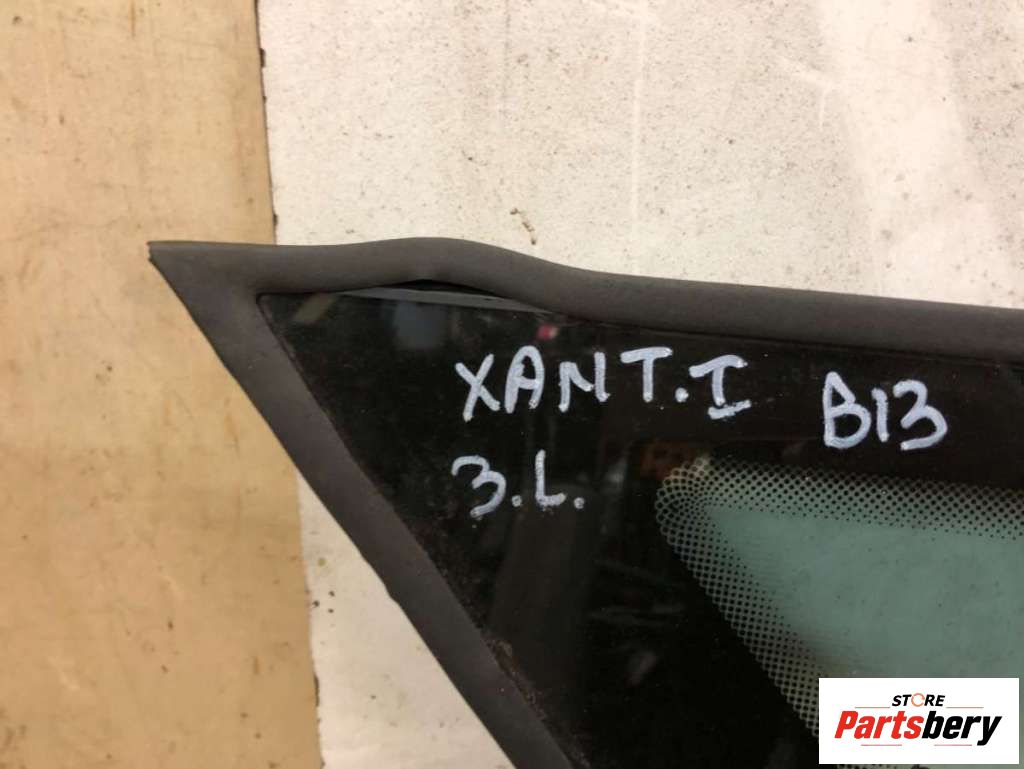 XANT.I B13
3.L.
STORE
Partsbery